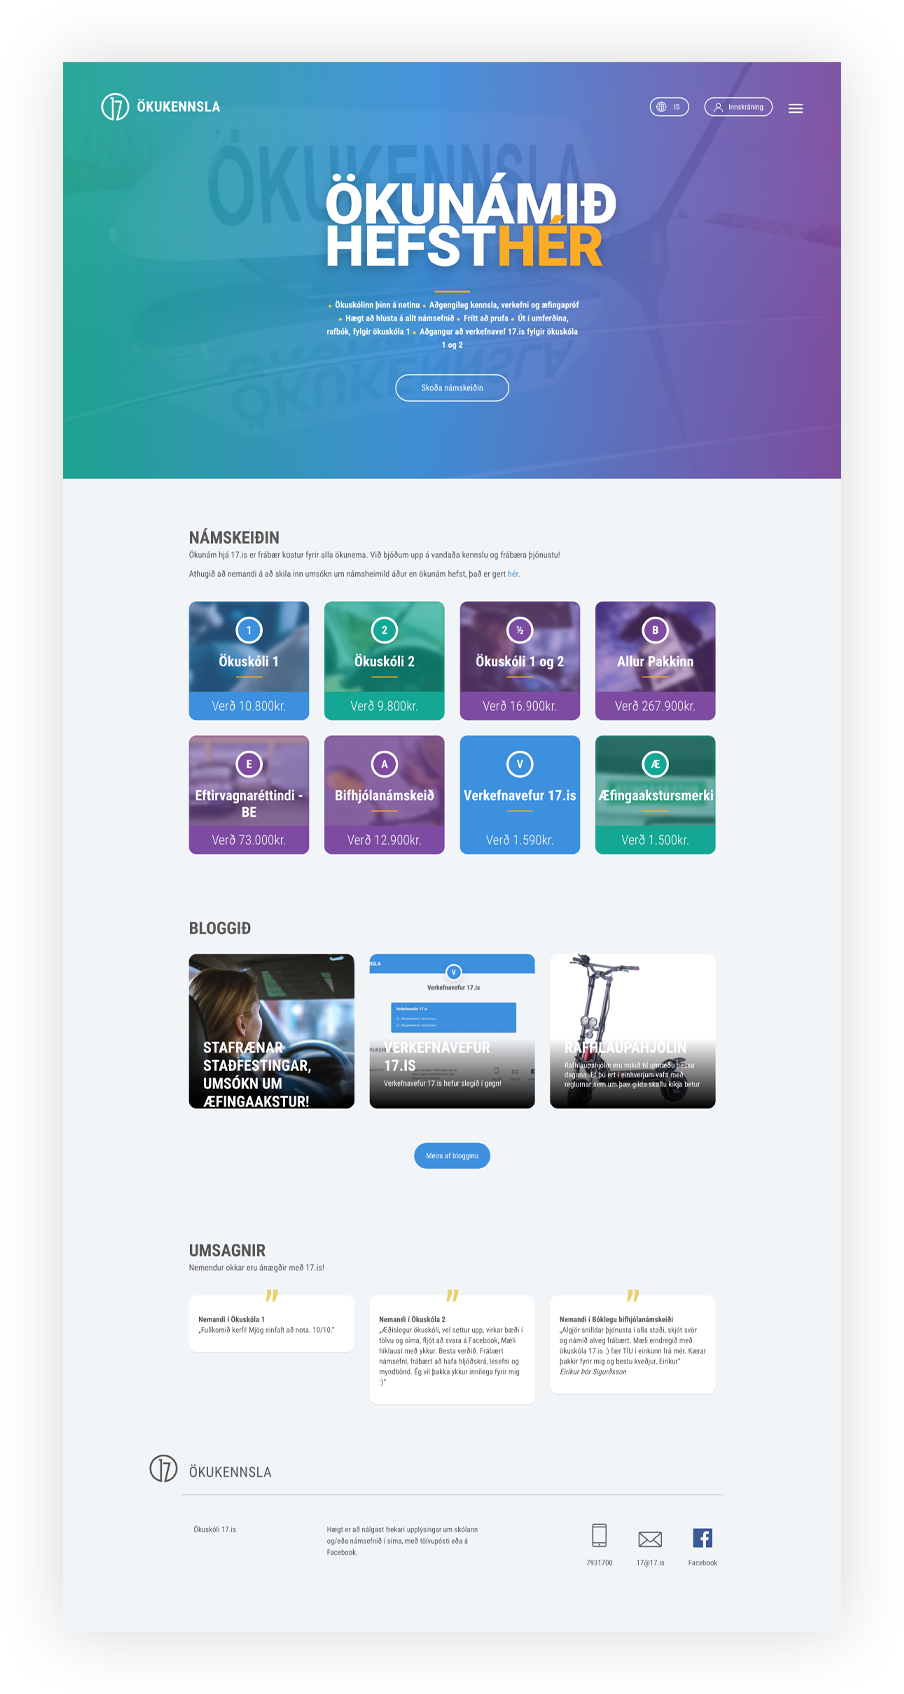 17 ÖKUKENNSLA
IS
Innskráning
ÖKUKENNSLA
ÖKUNÁMIÐ
HEFST HÉR
• Ökuskólinn þinn á netinu • Aðgengileg kennsla, verkefni og æfingapróf
• Hægt að hlusta á allt námsefnið • Frítt að prufa • Út í umferðina,
rafbók, fylgir ökuskóla 1 • Aðgangur að verkefnavef 17.is fylgir ökuskóla
1 og 2
Skoða námskeiðin
NÁMSKEIÐIN
Ökunám hjá 17.is er frábær kostur fyrir alla ökunema. Við bjóðum upp á vandaða kennslu og frábæra þjónustu!
Athugið að nemandi á að skila inn umsókn um námsheimild áður en ökunám hefst, það er gert hér.
1
Ökuskóli 1
Verð 10.800kr.
2
Ökuskóli 2
Verð 9.800kr.
½
Ökuskóli 1 og 2
Verð 16.900kr.
B
Allur Pakkinn
Verð 267.900kr.
E
Eftirvagnaréttindi -
BE
Verð 73.000kr.
A
Bifhjólanámskeið
Verð 12.900kr.
V
Verkefnavefur 17.is
Verð 1.590kr.
Æ
Æfingaakstursmerki
Verð 1.500kr.
BLOGGIÐ
STAFRÆNAR
STAÐFESTINGAR,
UMSÓKN UM
ÆFINGAAKSTUR!
V
Verkefnavefur 17.is
Verkefnavefur 17.is
VERKEFNAVEFUR
17.IS
Verkefnavefur 17.is hefur slegið í gegn!
RAFHLAUPAHJÓLIN
Rafhlaupahjólin eru mikið til umræðu þessa
dagana. Ef þú ert í einhverjum vafa með
reglurnar sem um þær gilda skaltu kíkja betur
Meira af blogginu
UMSAGNIR
Nemendur okkar eru ánægðir með 17.is!
Nemandi í Ökuskóla 1
„Fullkomið kerfi! Mjög einfalt að nota. 10/10.“
Nemandi í Ökuskóla 2
„Æðislegur ökuskóli, vel settur upp, virkar bæði í
tölvu og síma, fljót að svara á Facebook, Mæli
hiklaust með ykkur. Besta verðið. Frábært
námsefni, frábært að hafa hljóðskrá, lesefni og
myndbönd. Ég vil þakka ykkur innilega fyrir mig
:)“
Nemandi í Bóklegu bifhjólanámskeiði
„Algjör snilldar þjónusta í alla staði, skjót svör
og námið alveg frábært. Mæli eindregið með
ökuskóla 17.is :) fær TÍU í einkunn frá mér. Kærar
þakkir fyrir mig og bestu kveðjur, Eiríkur“
Eiríkur Þór Sigurðsson
17 ÖKUKENNSLA
Ökuskóli 17.is
Hægt er að nálgast frekari upplýsingar um skólann
og/eða námsefnið í síma, með tölvupósti eða á
Facebook.
7931700
17@17.is
Facebook